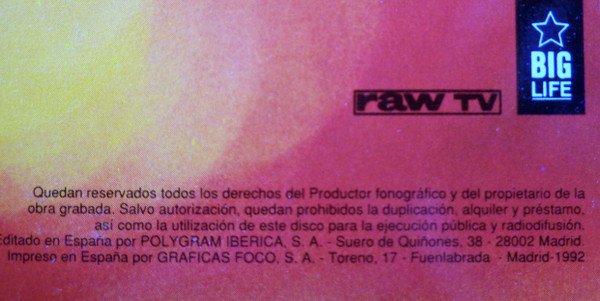 BIG
LIFE
raw TV
Quedan reservados todos los derechos del Productor fonográfico y del propietario de la
obra grabada. Salvo autorización, quedan prohibidos la duplicación, alquiler y préstamo,
así como la utilización de este disco para la ejecución pública y radiodifusión.
Editado en España por POLYGRAM IBERICA, S. A. - Suero de Quiñones, 38 - 28002 Madrid.
Impreso en España por GRAFICAS FOCO, S. A. - Toreno, 17 - Fuenlabrada - Madrid-1992